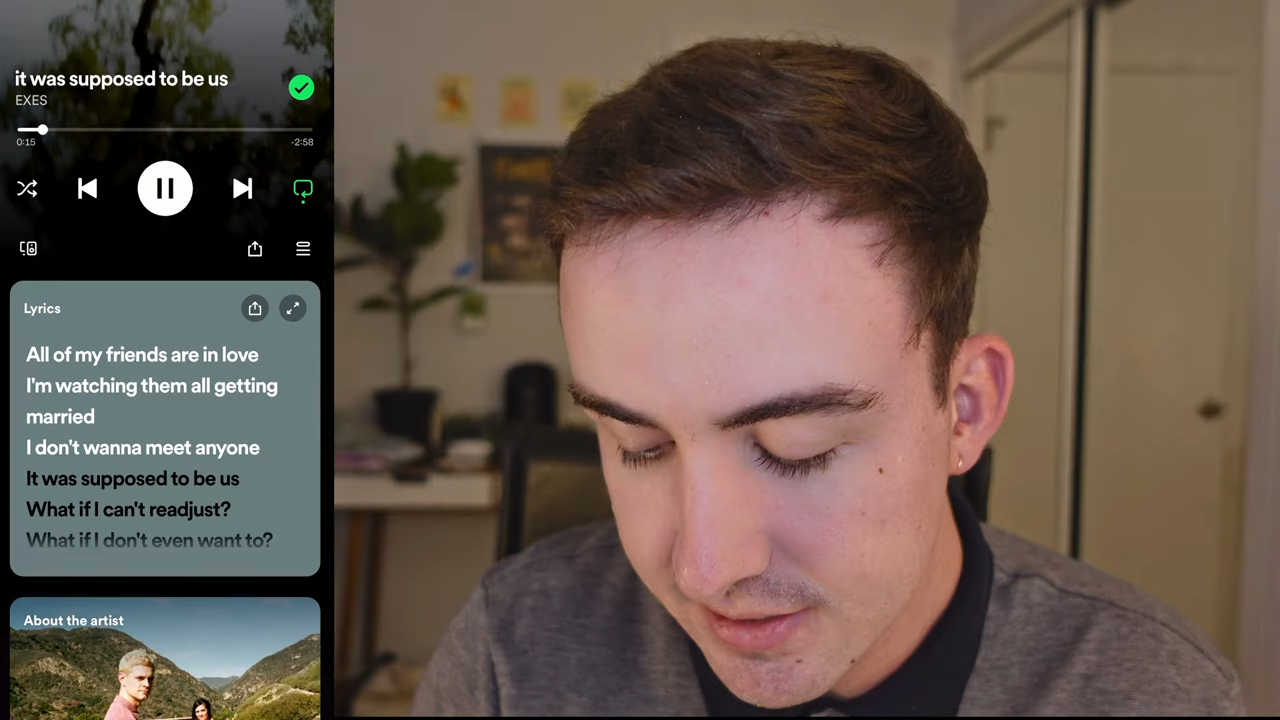 it was supposed to be us
EXES
0:15
-2:58
Lyrics
All of my friends are in love
I'm watching them all getting
married
I don't wanna meet anyone
It was supposed to be us
What if I can't readjust?
What if I don't even want to?
About the artist